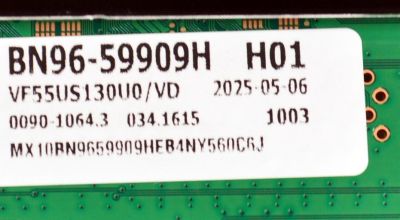 BN96-59909H H01
VF55US130U0/VD 2025-05-06
0090-1064.3 034.1615 1003
MX10BN9659909HEB4NY560C6J